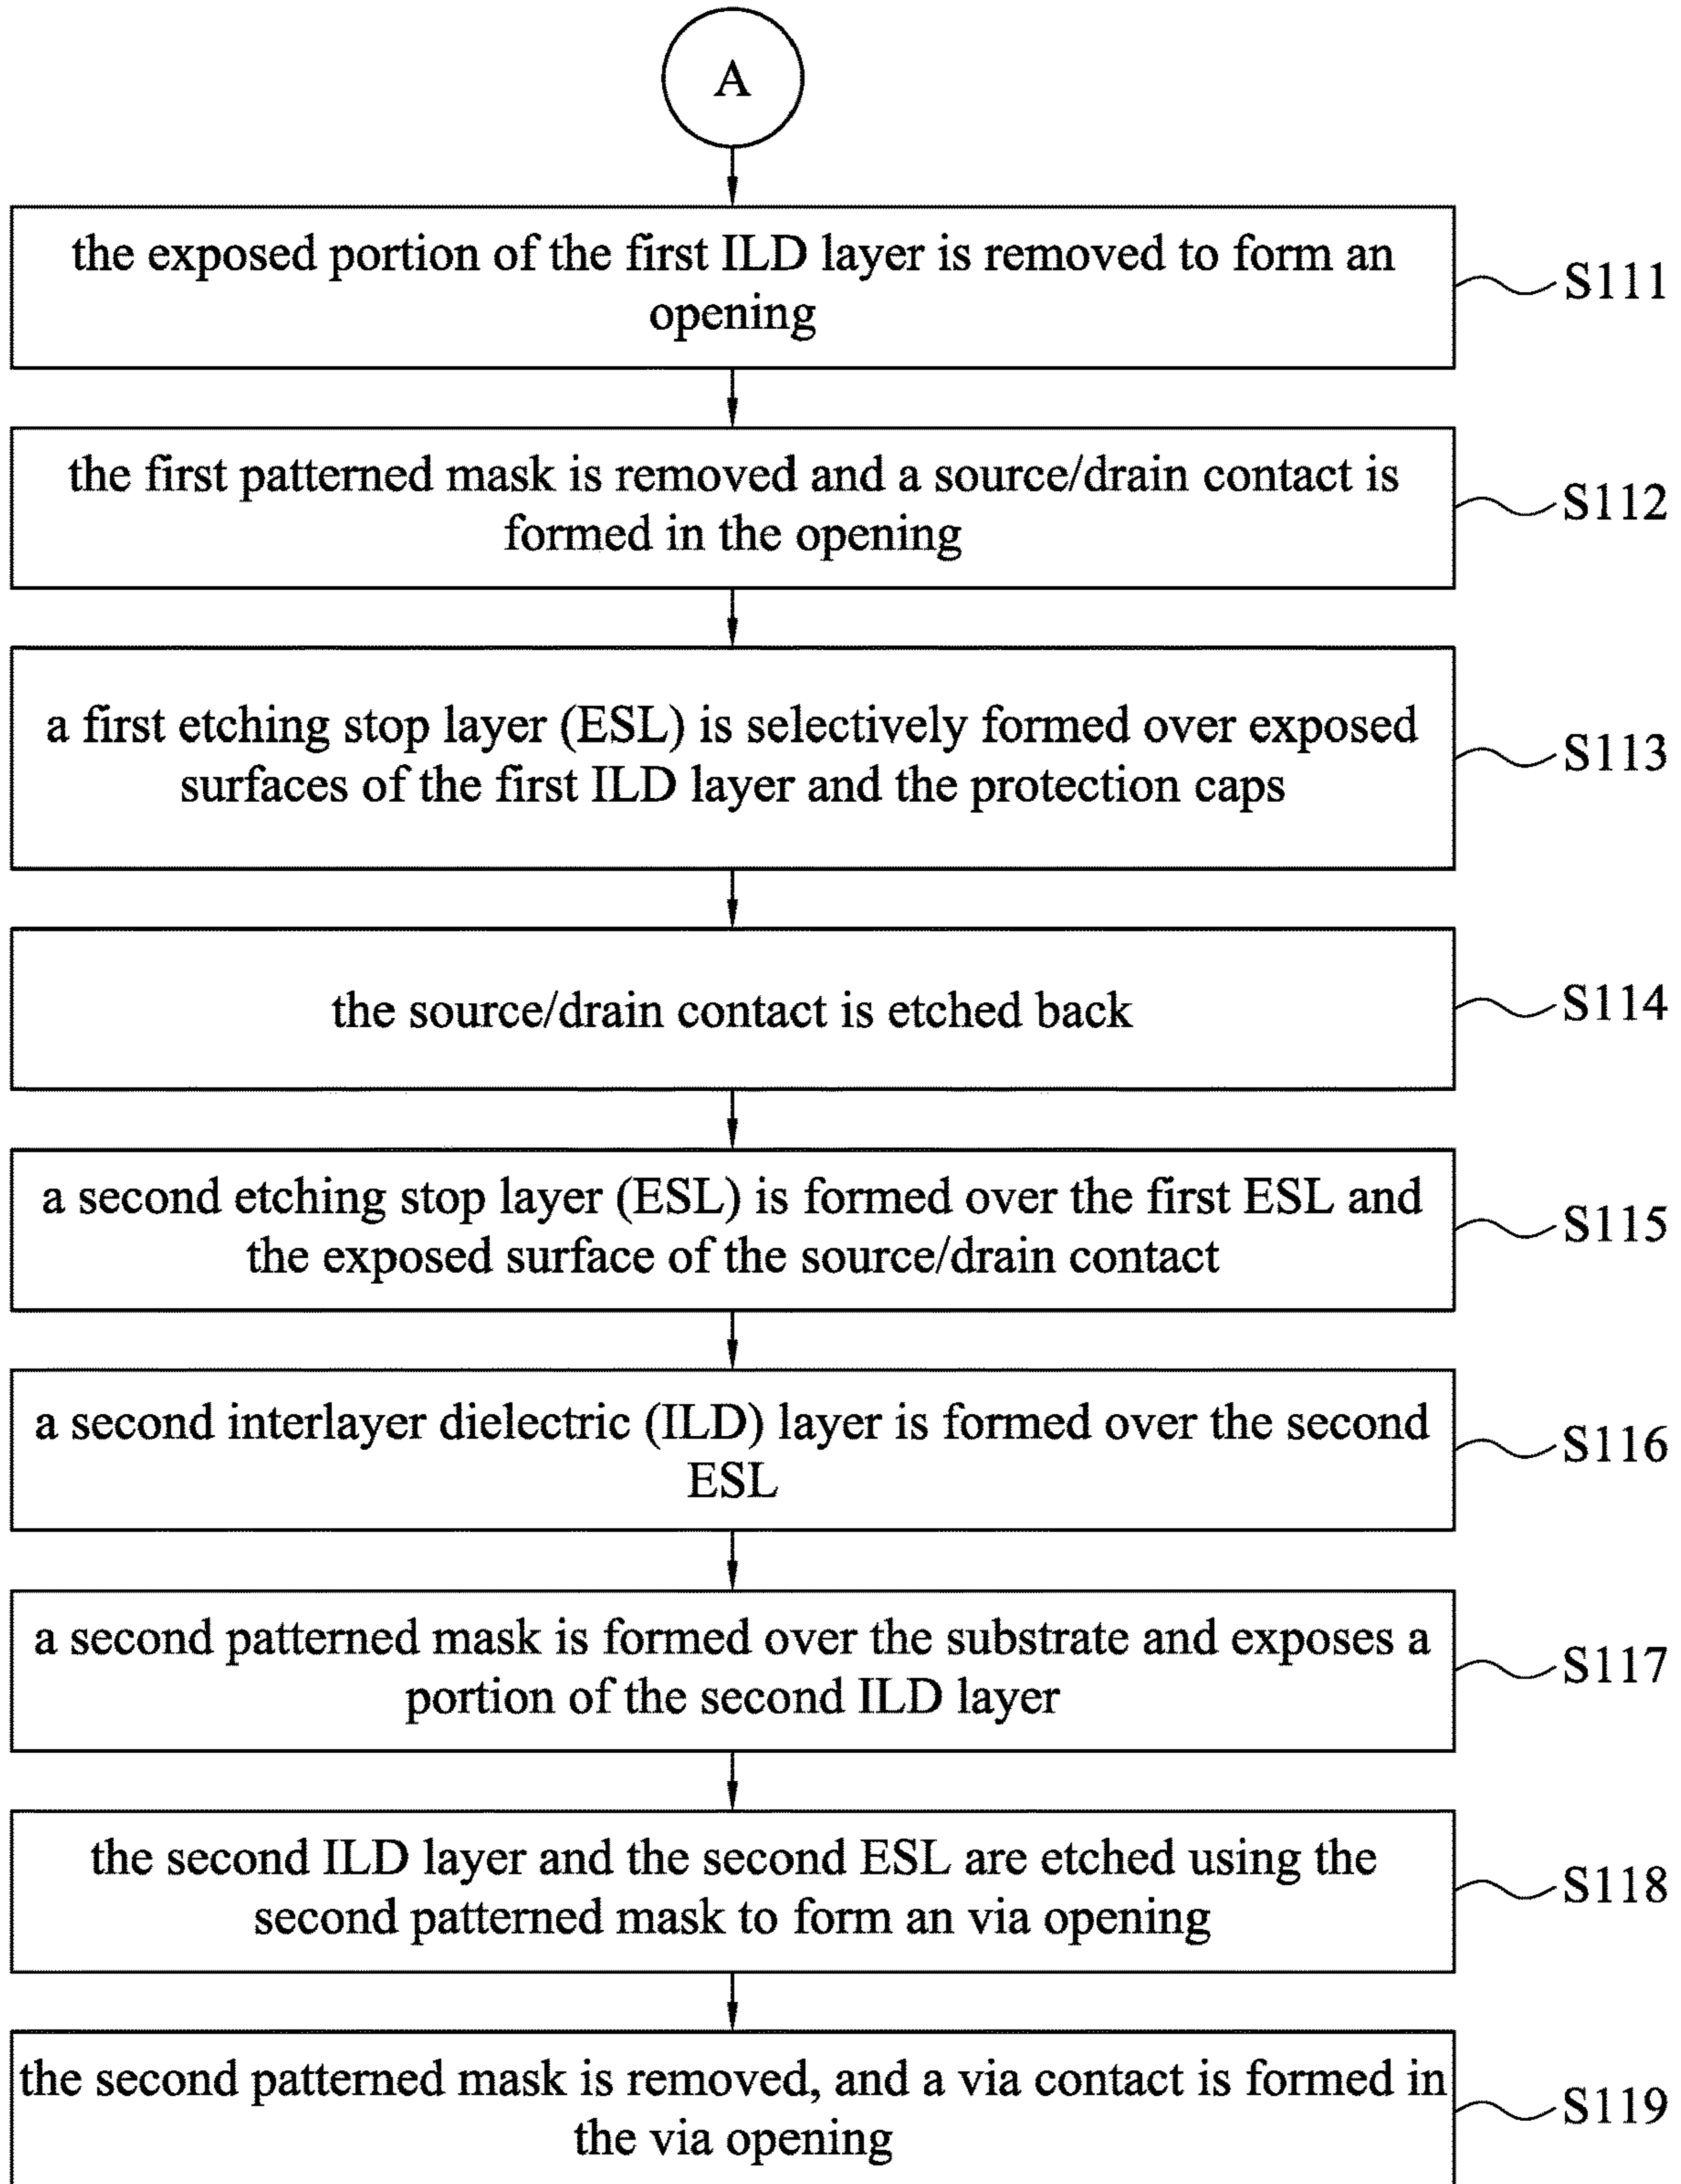 A
the exposed portion of the first ILD layer is removed to form an
opening
S111
the first patterned mask is removed and a source/drain contact is
formed in the opening
S112
a first etching stop layer (ESL) is selectively formed over exposed
surfaces of the first ILD layer and the protection caps
S113
the source/drain contact is etched back
S114
a second etching stop layer (ESL) is formed over the first ESL and
the exposed surface of the source/drain contact
S115
a second interlayer dielectric (ILD) layer is formed over the second
ESL
S116
a second patterned mask is formed over the substrate and exposes a
portion of the second ILD layer
S117
the second ILD layer and the second ESL are etched using the
second patterned mask to form an via opening
S118
the second patterned mask is removed, and a via contact is formed in
the via opening
S119